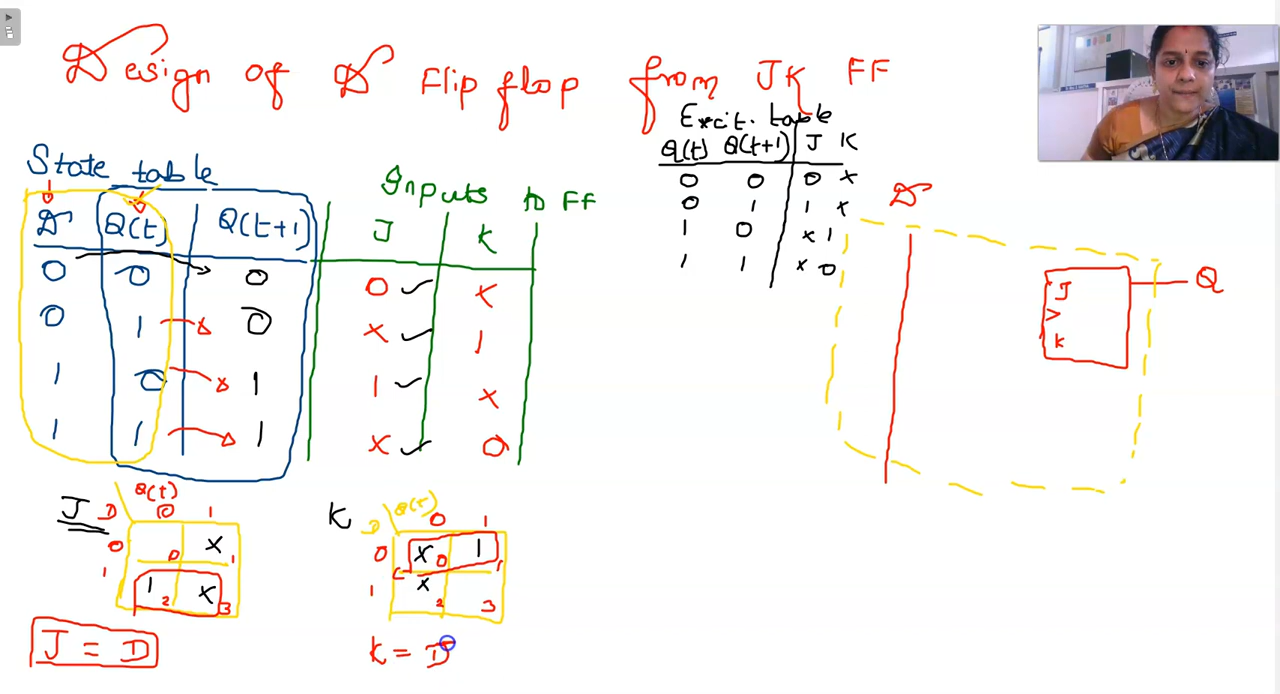 Design of D Flip flop from JK FF
Excit. table
Q(t) Q(t+1) J K
0 0 0 x
0 1 1 x
1 0 x 1
1 1 x 0
State table
Inputs to FF
D Q(t) Q(t+1) J K
0 0 0 0 x
0 1 0 x 1
1 0 1 1 x
1 1 1 x 0
D
J
>
K
Q
J D Q(t)
0 1
0 0 x 1
1 1 2 x 3
J = D
K D Q(t)
0 1
0 x 0 1 1
1 x 2 3
K = D